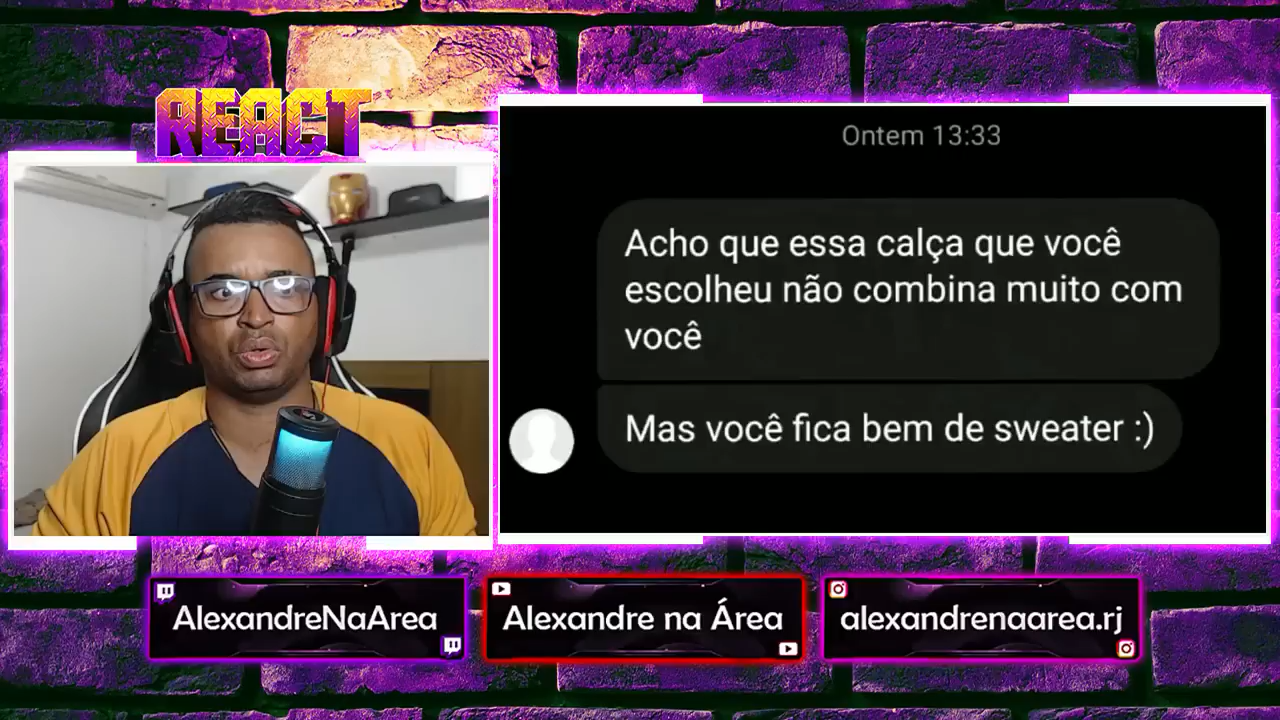 REACT
Ontem 13:33
Acho que essa calça que você
escolheu não combina muito com
você
Mas você fica bem de sweater :)
AlexandreNaArea
Alexandre na Área
alexandrenaarea.rj